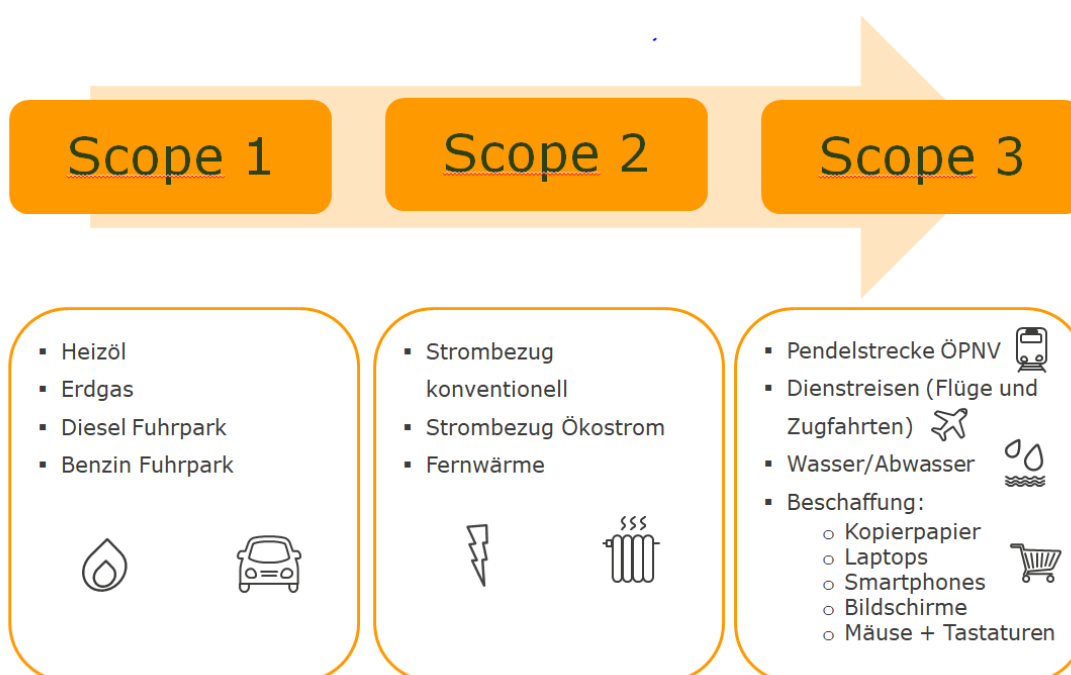 Scope 1
Scope 2
Scope 3
▪ Heizöl
▪ Erdgas
▪ Diesel Fuhrpark
▪ Benzin Fuhrpark
▪ Strombezug
konventionell
▪ Strombezug Ökostrom
▪ Fernwärme
▪ Pendelstrecke ÖPNV
▪ Dienstreisen (Flüge und
Zugfahrten)
▪ Wasser/Abwasser
▪ Beschaffung:
o Kopierpapier
o Laptops
o Smartphones
o Bildschirme
o Mäuse + Tastaturen